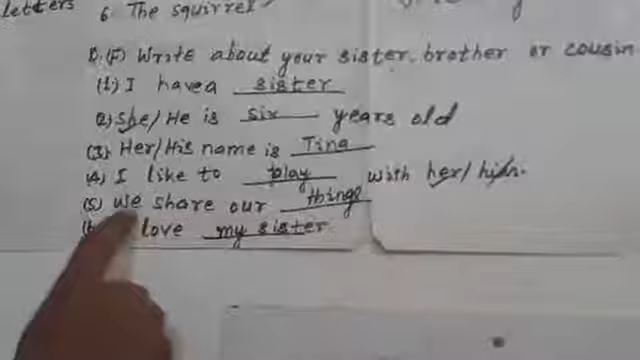 letters
6. The squirrel
Q.(F) Write about your sister, brother or cousin
(1) I have a sister
(2) She/He is six years old
(3) Her/His name is Tina
(4) I like to play with her/him.
(5) We share our things
love my sister